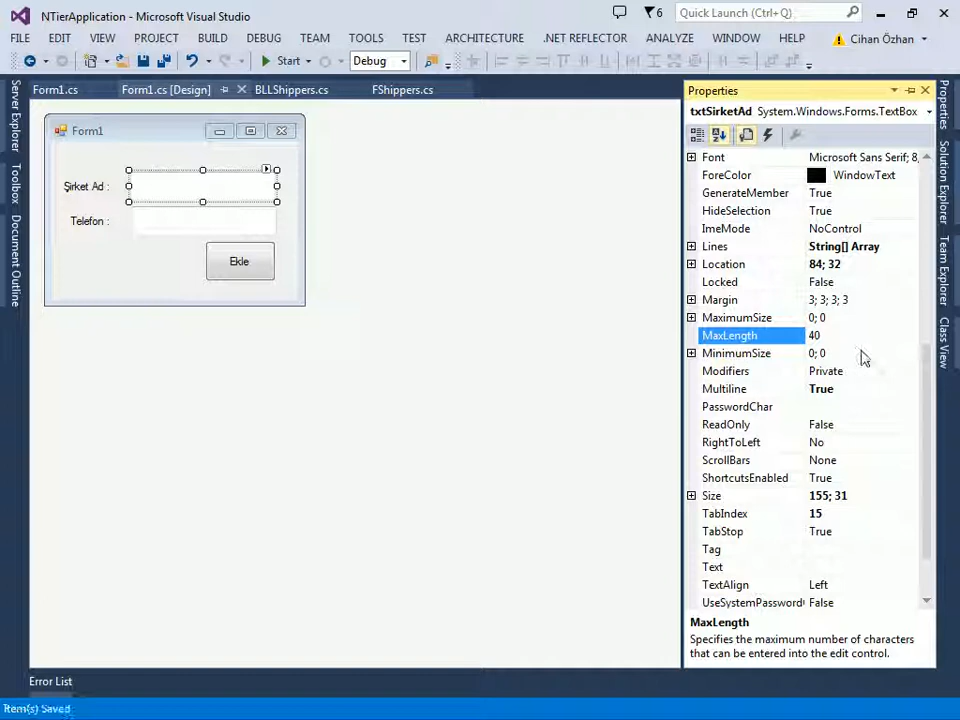 NTierApplication - Microsoft Visual Studio
6
Quick Launch (Ctrl+Q)
FILE EDIT VIEW PROJECT BUILD DEBUG TEAM TOOLS TEST ARCHITECTURE .NET REFLECTOR ANALYZE WINDOW HELP Cihan Özhan
Start Debug
Form1.cs Form1.cs [Design] BLLShippers.cs FShippers.cs
Server Explorer
Toolbox
Document Outline
Form1
Şirket Ad :
Telefon :
Ekle
Properties
txtSirketAd System.Windows.Forms.TextBox
Font Microsoft Sans Serif; 8,
ForeColor WindowText
GenerateMember True
HideSelection True
ImeMode NoControl
Lines String[] Array
Location 84; 32
Locked False
Margin 3; 3; 3; 3
MaximumSize 0; 0
MaxLength 40
MinimumSize 0; 0
Modifiers Private
Multiline True
PasswordChar
ReadOnly False
RightToLeft No
ScrollBars None
ShortcutsEnabled True
Size 155; 31
TabIndex 15
TabStop True
Tag
Text
TextAlign Left
UseSystemPassword False
MaxLength
Specifies the maximum number of characters
that can be entered into the edit control.
Properties
Solution Explorer
Team Explorer
Class View
Error List
Item(s) Saved